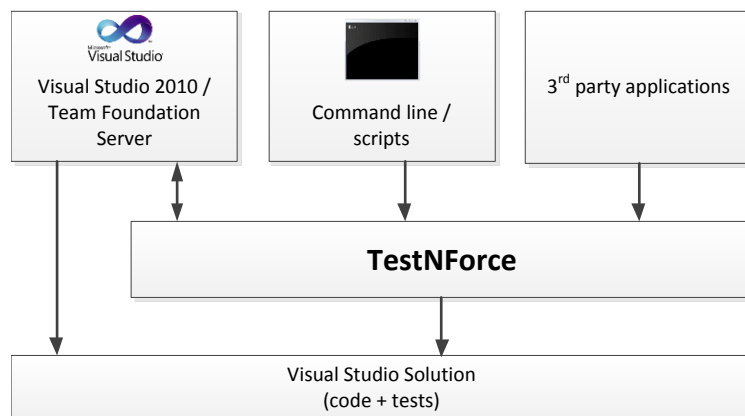 Microsoft
Visual Studio
Visual Studio 2010 /
Team Foundation
Server
Command line /
scripts
3rd party applications
TestNForce
Visual Studio Solution
(code + tests)